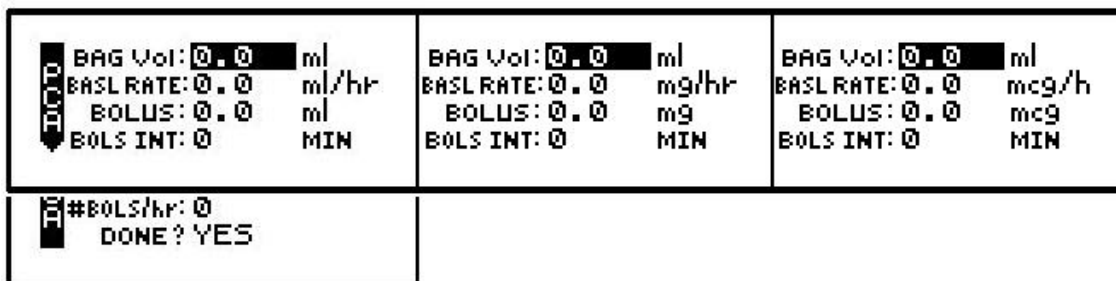 PCA
BAG Vol: 0.0 ml
BASL RATE: 0.0 ml/hr
BOLUS: 0.0 ml
BOLS INT: 0 MIN
BAG Vol: 0.0 ml
BASL RATE: 0.0 mg/hr
BOLUS: 0.0 mg
BOLS INT: 0 MIN
BAG Vol: 0.0 ml
BASL RATE: 0.0 mcg/h
BOLUS: 0.0 mcg
BOLS INT: 0 MIN
A
#BOLS/hr: 0
DONE? YES